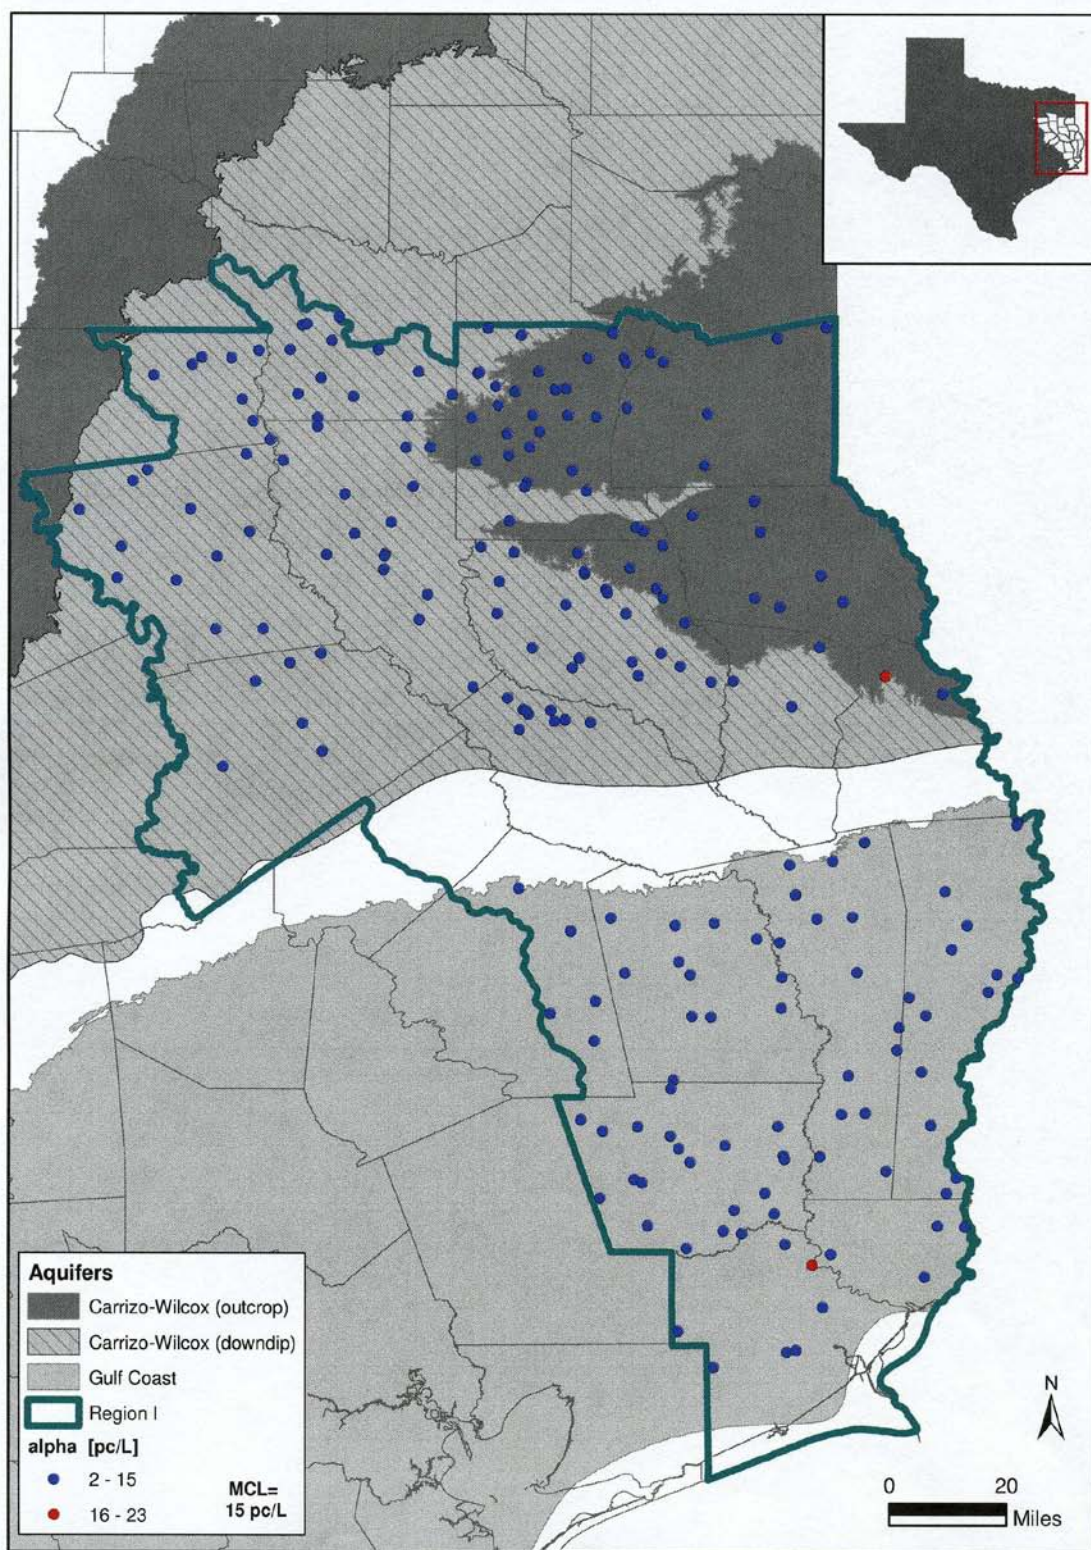 Aquifers
Carrizo-Wilcox (outcrop)
Carrizo-Wilcox (downdip)
Gulf Coast
Region I
alpha [pc/L]
2 - 15
16 - 23
MCL=
15 pc/L
N
0 20
Miles